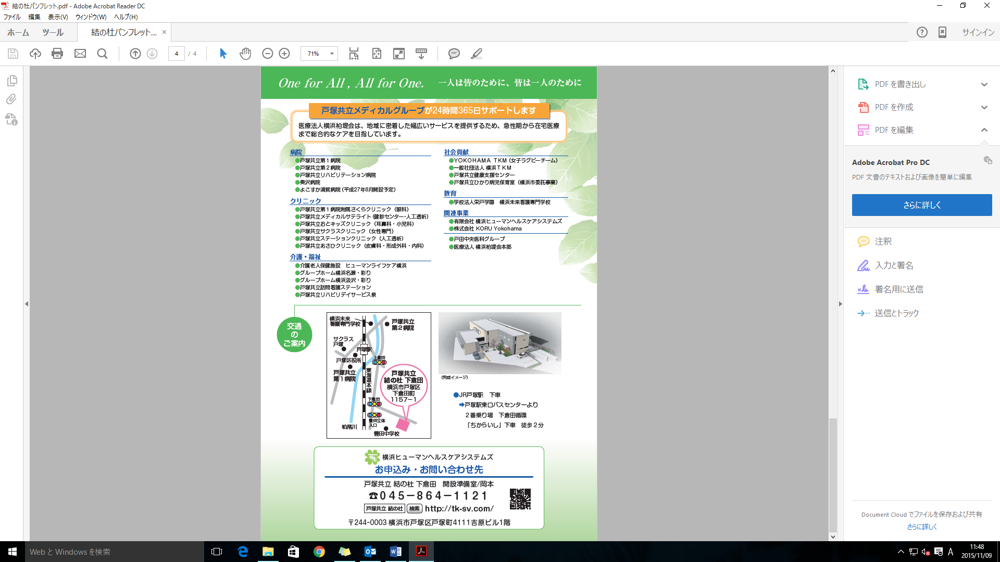 結の杜パンフレット.pdf - Adobe Acrobat Reader DC
ファイル 編集 表示(V) ウィンドウ(W) ヘルプ(H)
ホーム ツール 結の杜パンフレット.... × サインイン
4 / 4 71%
One for All , All for One. 一人は皆のために、皆は一人のために
戸塚共立メディカルグループが24時間365日サポートします
医療法人横浜柏堤会は、地域に密着した幅広いサービスを提供するため、急性期から在宅医療
まで総合的なケアを目指しています。
病院
●戸塚共立第１病院
●戸塚共立第２病院
●戸塚共立リハビリテーション病院
●奥沢病院
●よこすか浦賀病院（平成27年8月開設予定）
クリニック
●戸塚共立第１病院附属さくらクリニック（眼科）
●戸塚共立メディカルサテライト（健診センター･人工透析）
●戸塚共立おとキッズクリニック（耳鼻科・小児科）
●戸塚共立サクラスクリニック（女性専門）
●戸塚共立ステーションクリニック（人工透析）
●戸塚共立あさひクリニック（皮膚科・形成外科・内科）
介護・福祉
●介護老人保健施設　ヒューマンライフケア横浜
●グループホーム横浜名瀬・彩り
●グループホーム横浜汲沢・彩り
●戸塚共立訪問看護ステーション
●戸塚共立リハビリデイサービス泉
社会貢献
●YOKOHAMA TKM（女子ラグビーチーム）
●一般社団法人 横浜ＴＫＭ
●戸塚共立健康支援センター
●戸塚共立ひかり病児保育室（横浜市委託事業）
教育
●学校法人栄戸学園　横浜未来看護専門学校
関連事業
●有限会社 横浜ヒューマンヘルスケアシステムズ
●株式会社 KORU Yokohama
●戸田中央医科グループ
●医療法人 横浜柏堤会本部
交通
の
ご案内
横浜未来
看護専門学校
戸塚共立
第２病院
サクラス
戸塚
戸塚駅
戸塚区役所
上倉田
戸塚共立
第１病院
東海道本線
戸塚共立
結の杜 下倉田
横浜市戸塚区
下倉田町
1157－1
下倉田
豊田立体
入口
柏尾川
豊田中学校
（完成イメージ）
●JR戸塚駅　下車
➡戸塚駅東口バスセンターより
２番乗り場　下倉田循環
「ちからいし」下車　徒歩２分
横浜ヒューマンヘルスケアシステムズ
お申込み・お問い合わせ先
戸塚共立 結の杜 下倉田　開設準備室/岡本
☎045－864－1121
戸塚共立 結の杜 検索 http://tk-sv.com/
〒244-0003 横浜市戸塚区戸塚町4111吉原ビル1階
PDF を書き出し
PDF を作成
PDF を編集
Adobe Acrobat Pro DC
PDF 文書のテキストおよび画像を簡単に編集
さらに詳しく
注釈
入力と署名
署名用に送信
送信とトラック
Document Cloud でファイルを保存および共有
さらに詳しく
Web と Windows を検索
A 11:48
2015/11/09